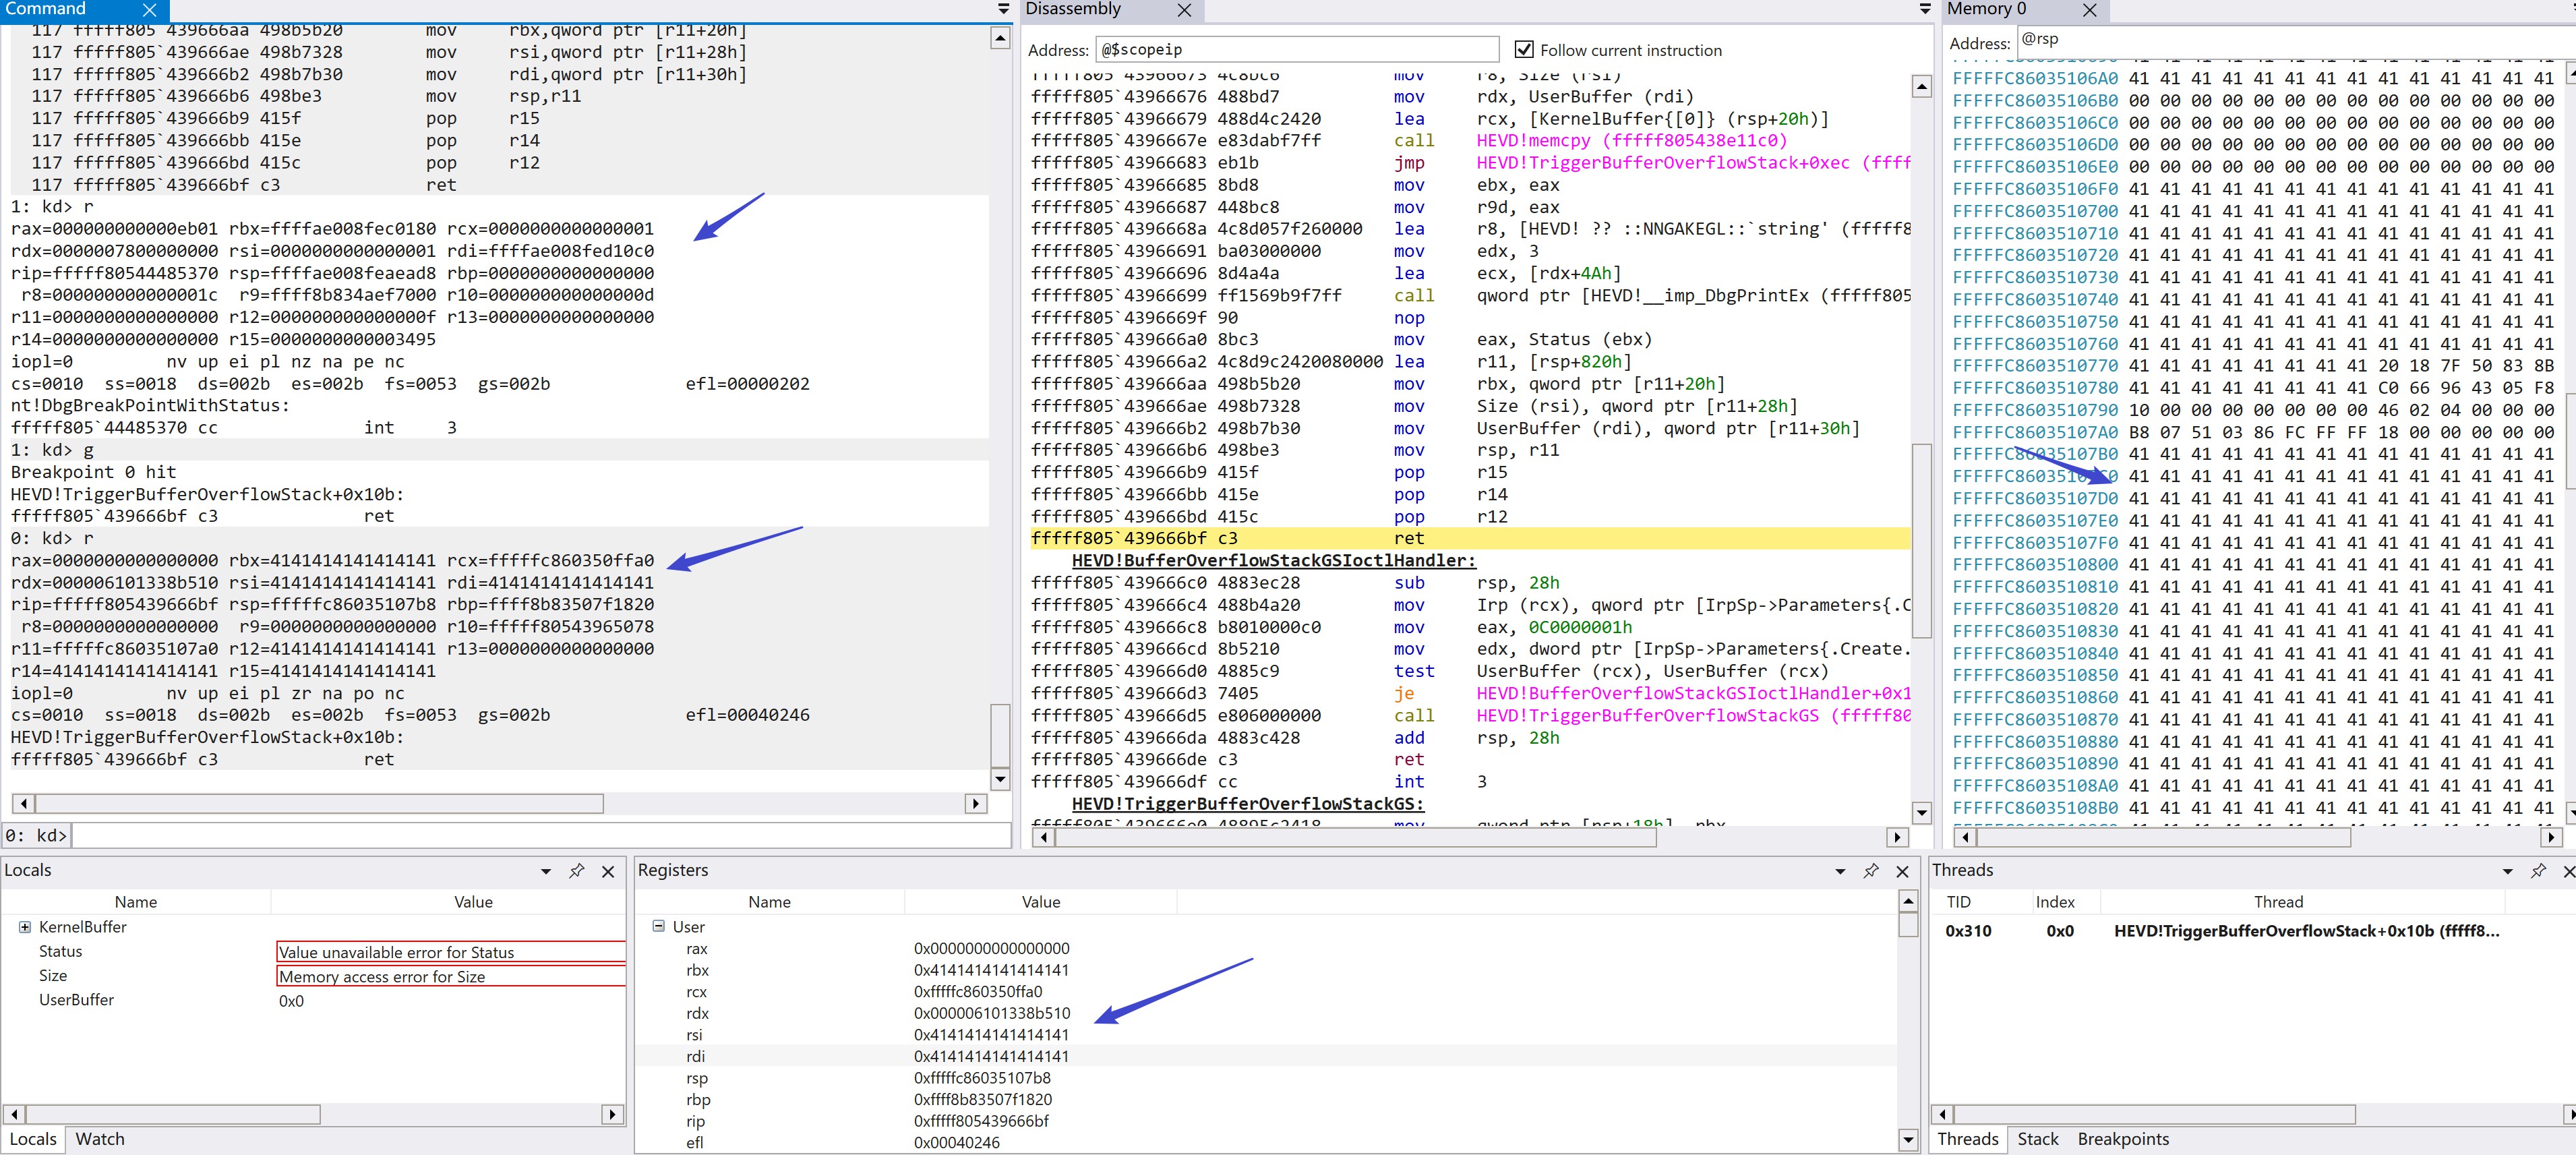 Command
117 fffff805`439666aa 498b5b20 mov rbx,qword ptr [r11+20h]
117 fffff805`439666ae 498b7328 mov rsi,qword ptr [r11+28h]
117 fffff805`439666b2 498b7b30 mov rdi,qword ptr [r11+30h]
117 fffff805`439666b6 498be3 mov rsp,r11
117 fffff805`439666b9 415f pop r15
117 fffff805`439666bb 415e pop r14
117 fffff805`439666bd 415c pop r12
117 fffff805`439666bf c3 ret
1: kd> r
rax=000000000000eb01 rbx=ffffae008fec0180 rcx=0000000000000001
rdx=0000007800000000 rsi=0000000000000001 rdi=ffffae008fed10c0
rip=fffff80544485370 rsp=ffffae008feaead8 rbp=0000000000000000
r8=000000000000001c r9=ffff8b834aef7000 r10=000000000000000d
r11=0000000000000000 r12=000000000000000f r13=0000000000000000
r14=0000000000000000 r15=0000000000003495
iopl=0 nv up ei pl nz na pe nc
cs=0010 ss=0018 ds=002b es=002b fs=0053 gs=002b efl=00000202
nt!DbgBreakPointWithStatus:
fffff805`44485370 cc int 3
1: kd> g
Breakpoint 0 hit
HEVD!TriggerBufferOverflowStack+0x10b:
fffff805`439666bf c3 ret
0: kd> r
rax=0000000000000000 rbx=4141414141414141 rcx=fffffc860350ffa0
rdx=000006101338b510 rsi=4141414141414141 rdi=4141414141414141
rip=fffff805439666bf rsp=fffffc86035107b8 rbp=ffff8b83507f1820
r8=0000000000000000 r9=0000000000000000 r10=fffff80543965078
r11=fffffc86035107a0 r12=4141414141414141 r13=0000000000000000
r14=4141414141414141 r15=4141414141414141
iopl=0 nv up ei pl zr na po nc
cs=0010 ss=0018 ds=002b es=002b fs=0053 gs=002b efl=00040246
HEVD!TriggerBufferOverflowStack+0x10b:
fffff805`439666bf c3 ret
0: kd>
Disassembly
Address: @$scopeip Follow current instruction
fffff805`43966673 4c8bc6 mov r8, Size (rsi)
fffff805`43966676 488bd7 mov rdx, UserBuffer (rdi)
fffff805`43966679 488d4c2420 lea rcx, [KernelBuffer{[0]} (rsp+20h)]
fffff805`4396667e e83dabf7ff call HEVD!memcpy (fffff805438e11c0)
fffff805`43966683 eb1b jmp HEVD!TriggerBufferOverflowStack+0xec (ffff
fffff805`43966685 8bd8 mov ebx, eax
fffff805`43966687 448bc8 mov r9d, eax
fffff805`4396668a 4c8d057f260000 lea r8, [HEVD! ?? ::NNGAKEGL::`string' (fffff8
fffff805`43966691 ba03000000 mov edx, 3
fffff805`43966696 8d4a4a lea ecx, [rdx+4Ah]
fffff805`43966699 ff1569b9f7ff call qword ptr [HEVD!__imp_DbgPrintEx (fffff805
fffff805`4396669f 90 nop
fffff805`439666a0 8bc3 mov eax, Status (ebx)
fffff805`439666a2 4c8d9c2420080000 lea r11, [rsp+820h]
fffff805`439666aa 498b5b20 mov rbx, qword ptr [r11+20h]
fffff805`439666ae 498b7328 mov Size (rsi), qword ptr [r11+28h]
fffff805`439666b2 498b7b30 mov UserBuffer (rdi), qword ptr [r11+30h]
fffff805`439666b6 498be3 mov rsp, r11
fffff805`439666b9 415f pop r15
fffff805`439666bb 415e pop r14
fffff805`439666bd 415c pop r12
fffff805`439666bf c3 ret
HEVD!BufferOverflowStackGSIoctlHandler:
fffff805`439666c0 4883ec28 sub rsp, 28h
fffff805`439666c4 488b4a20 mov Irp (rcx), qword ptr [IrpSp->Parameters{.C
fffff805`439666c8 b8010000c0 mov eax, 0C0000001h
fffff805`439666cd 8b5210 mov edx, dword ptr [IrpSp->Parameters{.Create.
fffff805`439666d0 4885c9 test UserBuffer (rcx), UserBuffer (rcx)
fffff805`439666d3 7405 je HEVD!BufferOverflowStackGSIoctlHandler+0x1
fffff805`439666d5 e806000000 call HEVD!TriggerBufferOverflowStackGS (fffff80
fffff805`439666da 4883c428 add rsp, 28h
fffff805`439666de c3 ret
fffff805`439666df cc int 3
HEVD!TriggerBufferOverflowStackGS:
fffff805`439666e0 48895c2418 mov qword ptr [rsp+18h], rbx
Memory 0
Address: @rsp
FFFFFC86035106A0 41 41 41 41 41 41 41 41 41 41 41 41 41 41
FFFFFC86035106B0 00 00 00 00 00 00 00 00 00 00 00 00 00 00
FFFFFC86035106C0 00 00 00 00 00 00 00 00 00 00 00 00 00 00
FFFFFC86035106D0 00 00 00 00 00 00 00 00 00 00 00 00 00 00
FFFFFC86035106E0 00 00 00 00 00 00 00 00 00 00 00 00 00 00
FFFFFC86035106F0 41 41 41 41 41 41 41 41 41 41 41 41 41 41
FFFFFC8603510700 41 41 41 41 41 41 41 41 41 41 41 41 41 41
FFFFFC8603510710 41 41 41 41 41 41 41 41 41 41 41 41 41 41
FFFFFC8603510720 41 41 41 41 41 41 41 41 41 41 41 41 41 41
FFFFFC8603510730 41 41 41 41 41 41 41 41 41 41 41 41 41 41
FFFFFC8603510740 41 41 41 41 41 41 41 41 41 41 41 41 41 41
FFFFFC8603510750 41 41 41 41 41 41 41 41 41 41 41 41 41 41
FFFFFC8603510760 41 41 41 41 41 41 41 41 41 41 41 41 41 41
FFFFFC8603510770 41 41 41 41 41 41 41 41 20 18 7F 50 83 8B
FFFFFC8603510780 41 41 41 41 41 41 41 41 C0 66 96 43 05 F8
FFFFFC8603510790 10 00 00 00 00 00 00 00 46 02 04 00 00 00
FFFFFC86035107A0 B8 07 51 03 86 FC FF FF 18 00 00 00 00 00
FFFFFC86035107B0 41 41 41 41 41 41 41 41 41 41 41 41 41 41
FFFFFC86035107C0 41 41 41 41 41 41 41 41 41 41 41 41 41 41
FFFFFC86035107D0 41 41 41 41 41 41 41 41 41 41 41 41 41 41
FFFFFC86035107E0 41 41 41 41 41 41 41 41 41 41 41 41 41 41
FFFFFC86035107F0 41 41 41 41 41 41 41 41 41 41 41 41 41 41
FFFFFC8603510800 41 41 41 41 41 41 41 41 41 41 41 41 41 41
FFFFFC8603510810 41 41 41 41 41 41 41 41 41 41 41 41 41 41
FFFFFC8603510820 41 41 41 41 41 41 41 41 41 41 41 41 41 41
FFFFFC8603510830 41 41 41 41 41 41 41 41 41 41 41 41 41 41
FFFFFC8603510840 41 41 41 41 41 41 41 41 41 41 41 41 41 41
FFFFFC8603510850 41 41 41 41 41 41 41 41 41 41 41 41 41 41
FFFFFC8603510860 41 41 41 41 41 41 41 41 41 41 41 41 41 41
FFFFFC8603510870 41 41 41 41 41 41 41 41 41 41 41 41 41 41
FFFFFC8603510880 41 41 41 41 41 41 41 41 41 41 41 41 41 41
FFFFFC8603510890 41 41 41 41 41 41 41 41 41 41 41 41 41 41
FFFFFC86035108A0 41 41 41 41 41 41 41 41 41 41 41 41 41 41
FFFFFC86035108B0 41 41 41 41 41 41 41 41 41 41 41 41 41 41
Locals
Name Value
KernelBuffer
Status Value unavailable error for Status
Size Memory access error for Size
UserBuffer 0x0
Locals Watch
Registers
Name Value
User
rax 0x0000000000000000
rbx 0x4141414141414141
rcx 0xfffffc860350ffa0
rdx 0x000006101338b510
rsi 0x4141414141414141
rdi 0x4141414141414141
rsp 0xfffffc86035107b8
rbp 0xffff8b83507f1820
rip 0xfffff805439666bf
efl 0x00040246
Threads
TID Index Thread
0x310 0x0 HEVD!TriggerBufferOverflowStack+0x10b (fffff8...
Threads Stack Breakpoints